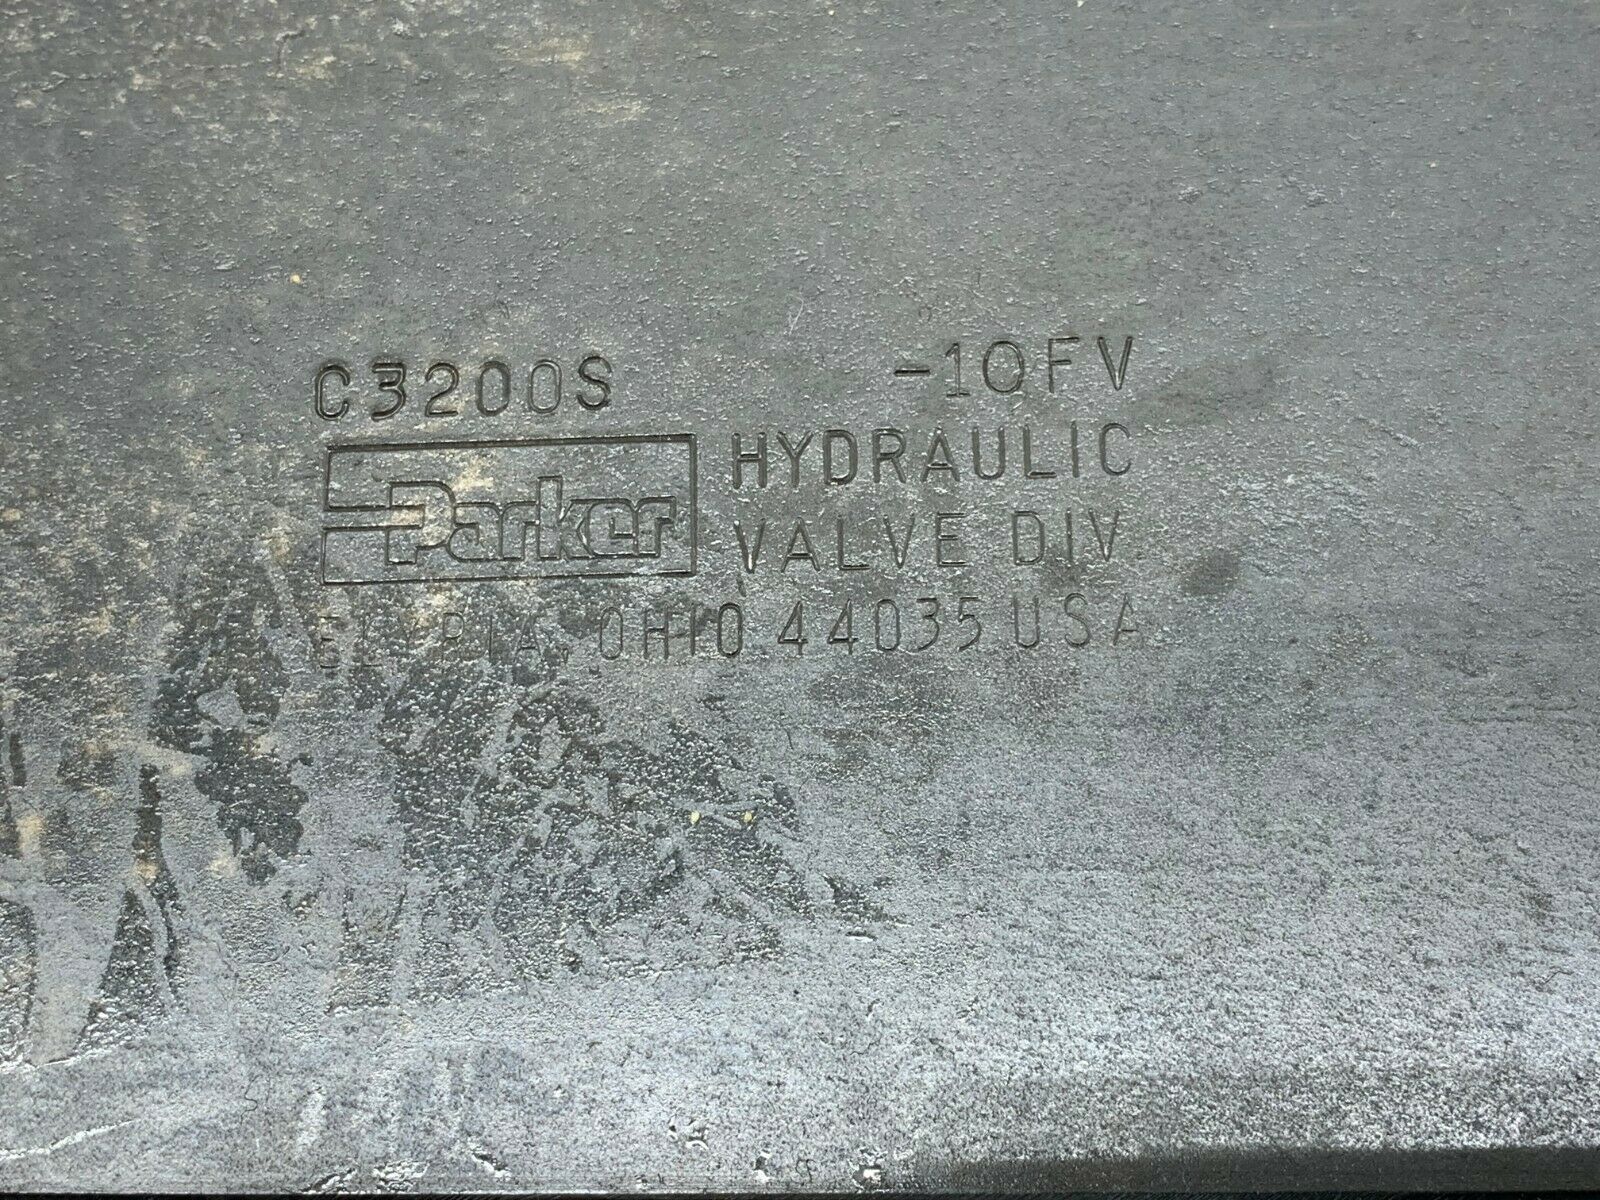 C3200S -10FV
Parker HYDRAULIC
VALVE DIV
ELYRIA, OHIO 44035 USA